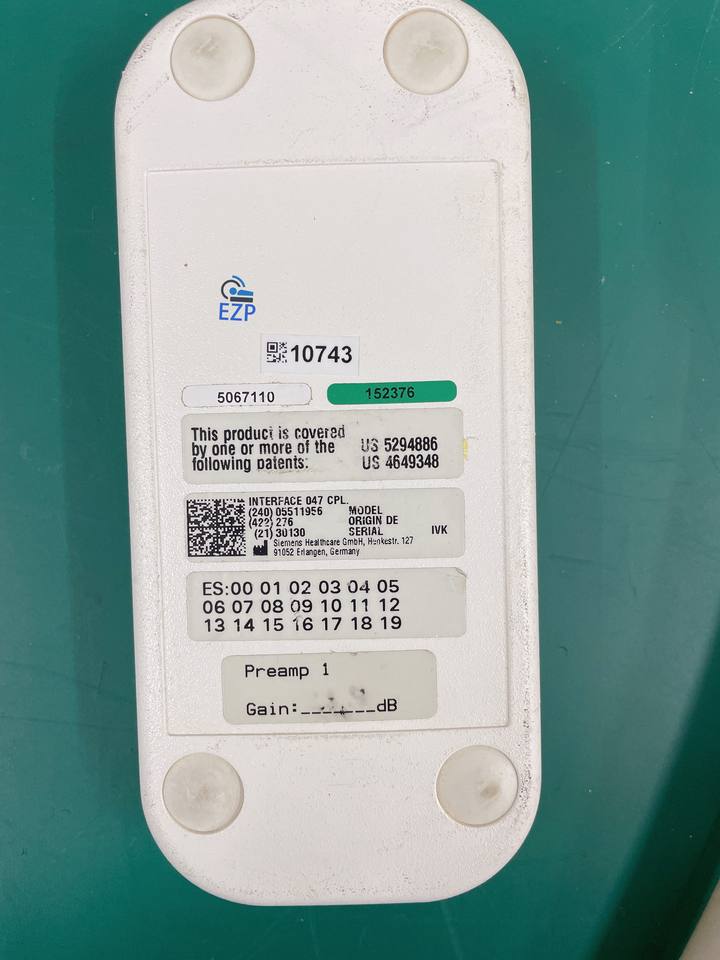 EZP
10743
5067110 152376
This product is covered
by one or more of the
following patents:
US 5294886
US 4649348
INTERFACE 047 CPL.
(240) 05511956 MODEL
(422) 276 ORIGIN DE
(21) 30130 SERIAL IVK
Siemens Healthcare GmbH, Henkestr. 127
91052 Erlangen, Germany
ES:00 01 02 03 04 05
06 07 08 09 10 11 12
13 14 15 16 17 18 19
Preamp 1
Gain:_______dB